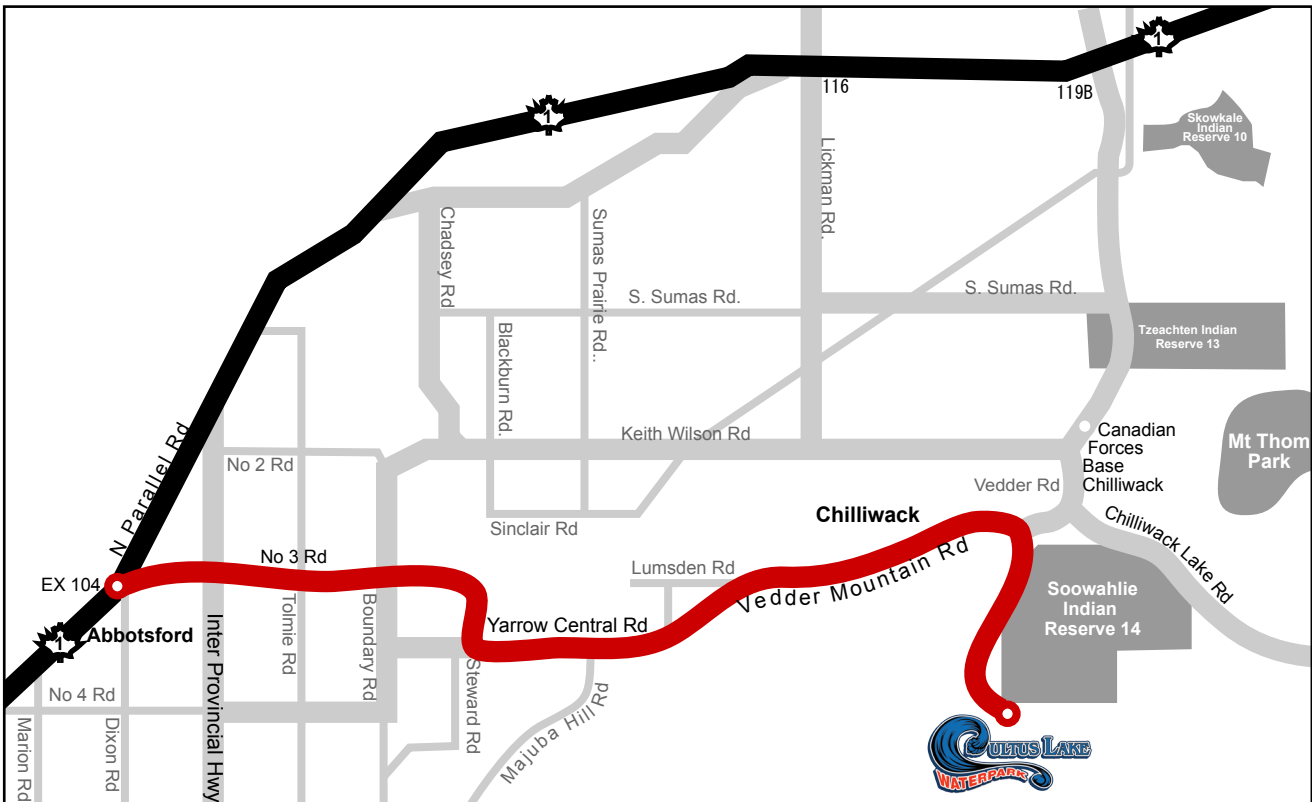 1
116
119B
Skowkale
Indian
Reserve 10
1
Lickman Rd.
Chadsey Rd
Sumas Prairie Rd..
S. Sumas Rd.
S. Sumas Rd.
Blackburn Rd.
Tzeachten Indian
Reserve 13
N Parallel Rd
Keith Wilson Rd
Canadian
Forces
Base
Chilliwack
Mt Thom
Park
No 2 Rd
Vedder Rd
Sinclair Rd
Chilliwack
Chilliwack Lake Rd
No 3 Rd
EX 104
Lumsden Rd
Vedder Mountain Rd
Soowahlie
Indian
Reserve 14
Tolmie Rd
Boundary Rd
Inter Provincial Hwy
Yarrow Central Rd
1
Abbotsford
Steward Rd
Majuba Hill Rd
No 4 Rd
Marion Rd
Dixon Rd
CULTUS LAKE
WATERPARK